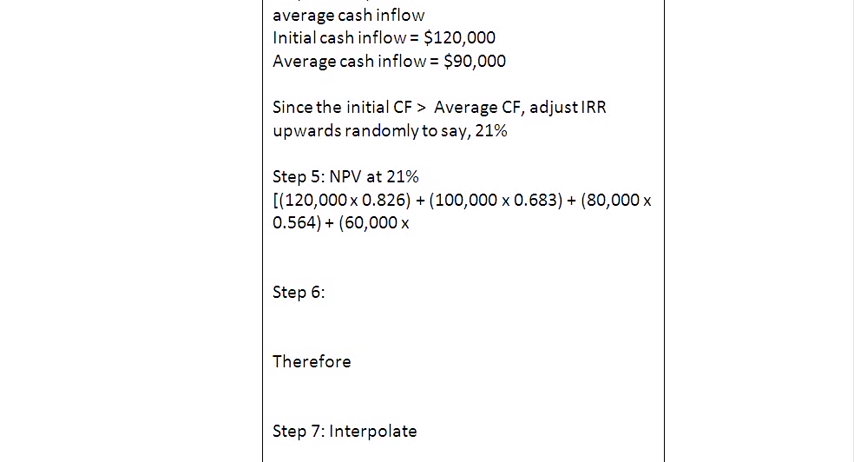 average cash inflow
Initial cash inflow = $120,000
Average cash inflow = $90,000
Since the initial CF > Average CF, adjust IRR
upwards randomly to say, 21%
Step 5: NPV at 21%
[(120,000 x 0.826) + (100,000 x 0.683) + (80,000 x
0.564) + (60,000 x
Step 6:
Therefore
Step 7: Interpolate